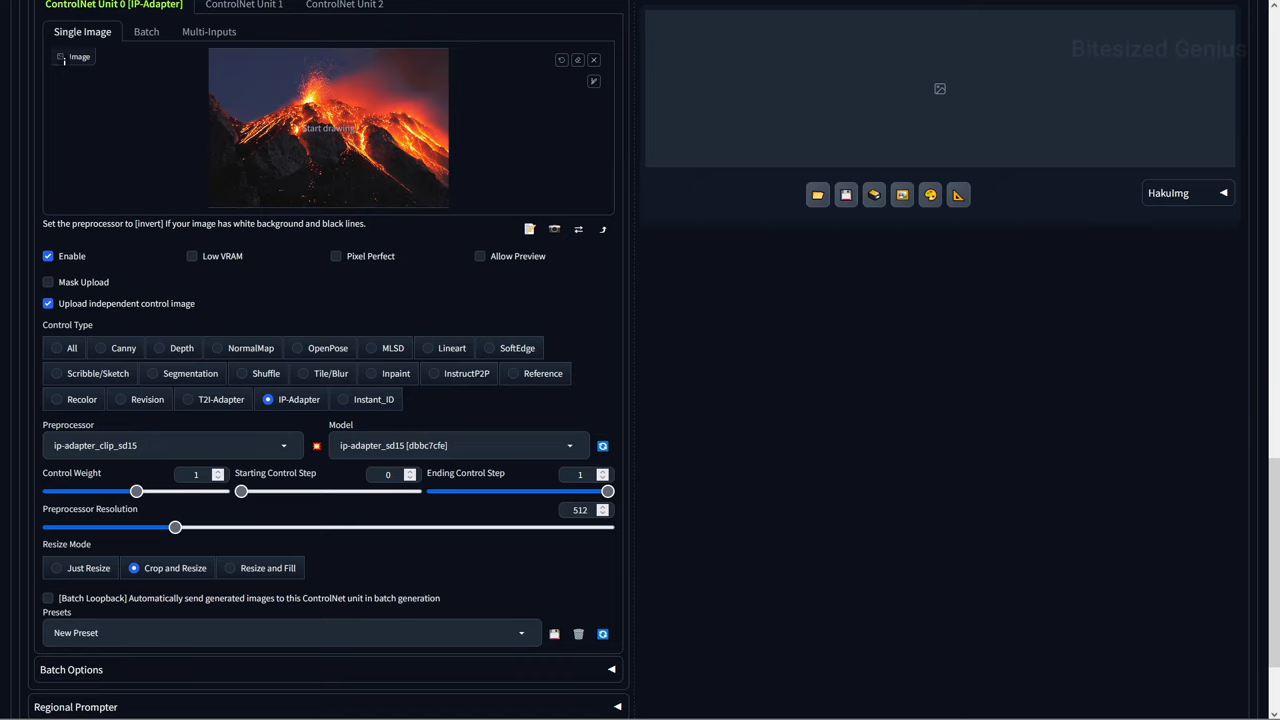 ControlNet Unit 0 [IP-Adapter] ControlNet Unit 1 ControlNet Unit 2
Bitesized Genius
Single Image Batch Multi-Inputs
Image
Start drawing
Set the preprocessor to [invert] If your image has white background and black lines.
HakuImg
Enable Low VRAM Pixel Perfect Allow Preview
Mask Upload
Upload independent control image
Control Type
All Canny Depth NormalMap OpenPose MLSD Lineart SoftEdge
Scribble/Sketch Segmentation Shuffle Tile/Blur Inpaint InstructP2P Reference
Recolor Revision T2I-Adapter IP-Adapter Instant_ID
Preprocessor Model
ip-adapter_clip_sd15 ip-adapter_sd15 [dbbc7cfe]
Control Weight 1 Starting Control Step 0 Ending Control Step 1
Preprocessor Resolution 512
Resize Mode
Just Resize Crop and Resize Resize and Fill
[Batch Loopback] Automatically send generated images to this ControlNet unit in batch generation
Presets
New Preset
Batch Options
Regional Prompter